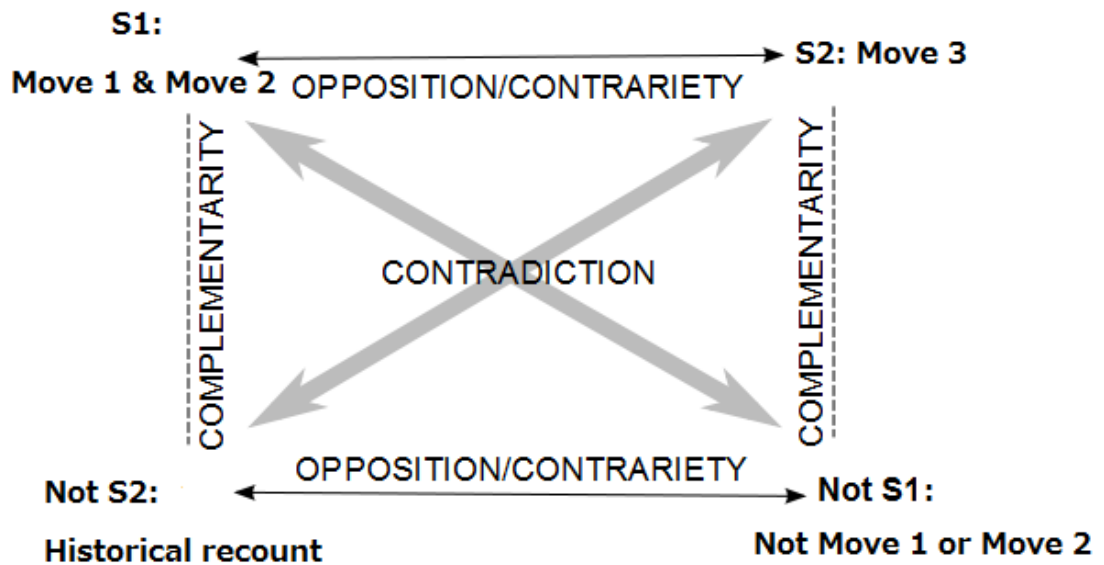 S1:
Move 1 & Move 2
S2: Move 3
OPPOSITION/CONTRARIETY
COMPLEMENTARITY
COMPLEMENTARITY
CONTRADICTION
OPPOSITION/CONTRARIETY
Not S2:
Historical recount
Not S1:
Not Move 1 or Move 2